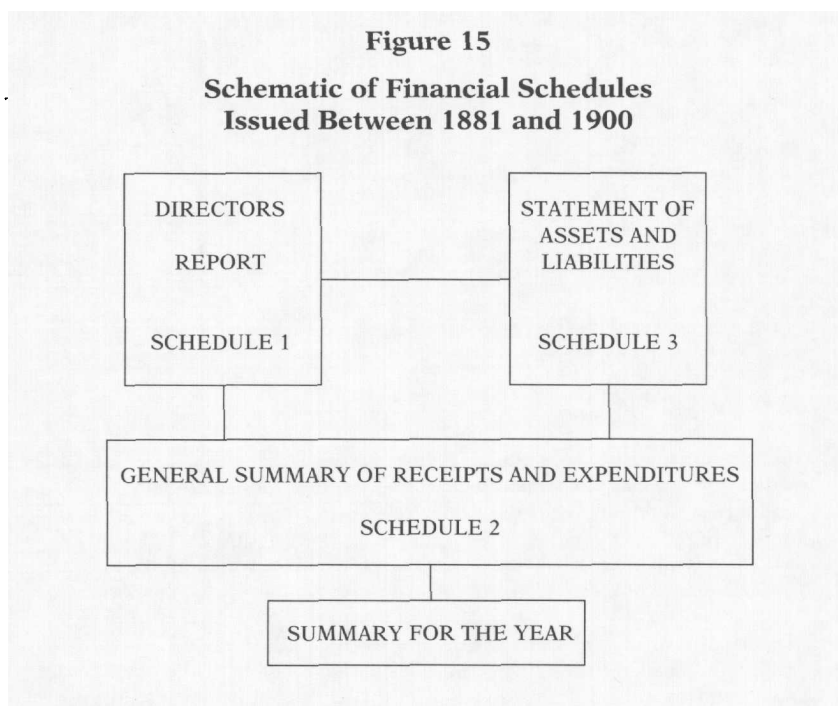 Figure 15
Schematic of Financial Schedules
Issued Between 1881 and 1900
DIRECTORS
REPORT
SCHEDULE 1
STATEMENT OF
ASSETS AND
LIABILITIES
SCHEDULE 3
GENERAL SUMMARY OF RECEIPTS AND EXPENDITURES
SCHEDULE 2
SUMMARY FOR THE YEAR